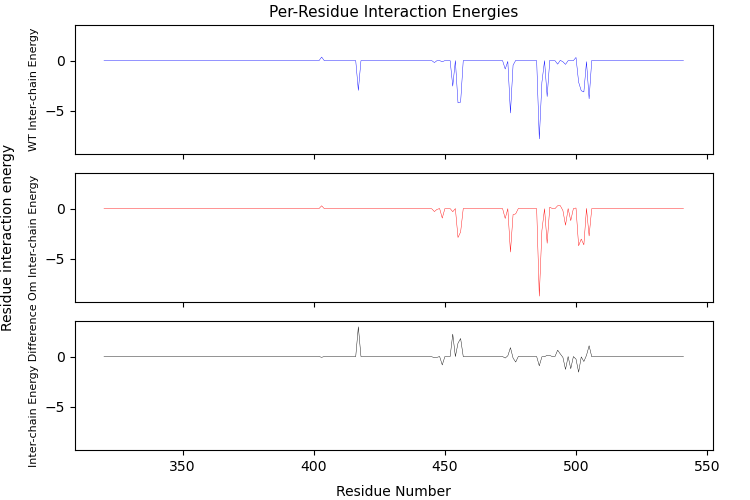 Per-Residue Interaction Energies
Residue interaction energy
WT Inter-chain Energy
0
−5
Om Inter-chain Energy
0
−5
Inter-chain Energy Difference
0
−5
350
400
450
500
550
Residue Number